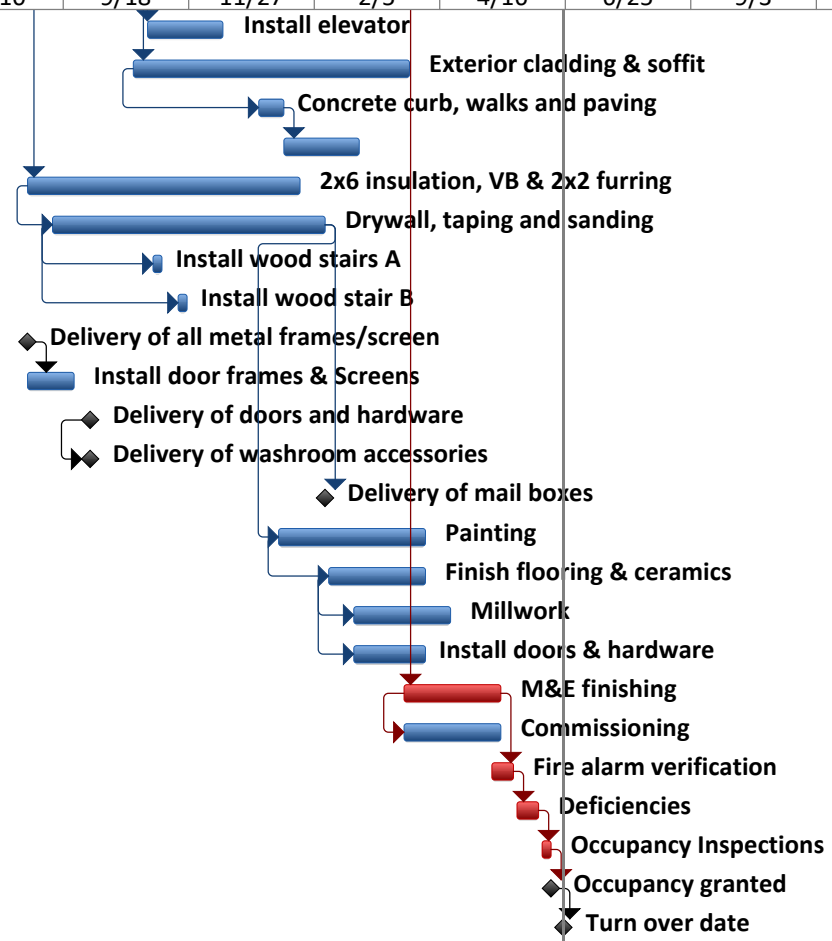 9/18 11/27 2/5 4/16 6/25 9/3
Install elevator
Exterior cladding & soffit
Concrete curb, walks and paving
2x6 insulation, VB & 2x2 furring
Drywall, taping and sanding
Install wood stairs A
Install wood stair B
Delivery of all metal frames/screen
Install door frames & Screens
Delivery of doors and hardware
Delivery of washroom accessories
Delivery of mail boxes
Painting
Finish flooring & ceramics
Millwork
Install doors & hardware
M&E finishing
Commissioning
Fire alarm verification
Deficiencies
Occupancy Inspections
Occupancy granted
Turn over date